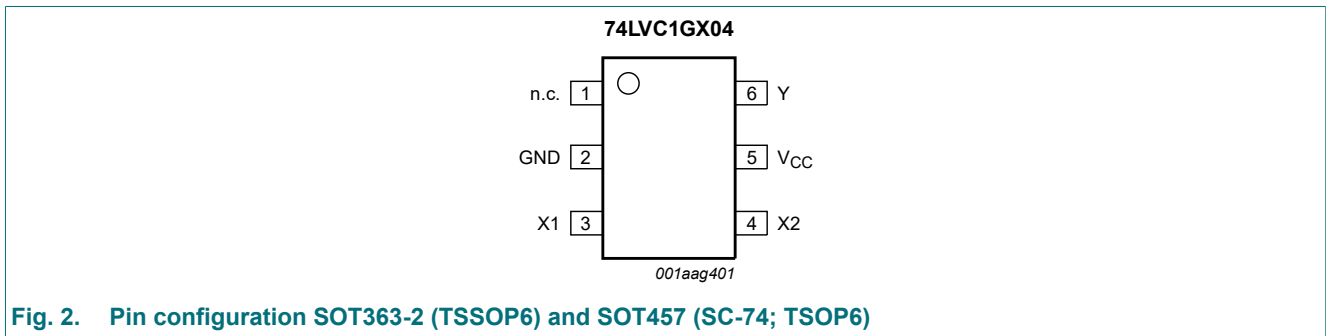 74LVC1GX04
n.c. 1 6 Y
GND 2 5 VCC
X1 3 4 X2
001aag401
Fig. 2. Pin configuration SOT363-2 (TSSOP6) and SOT457 (SC-74; TSOP6)